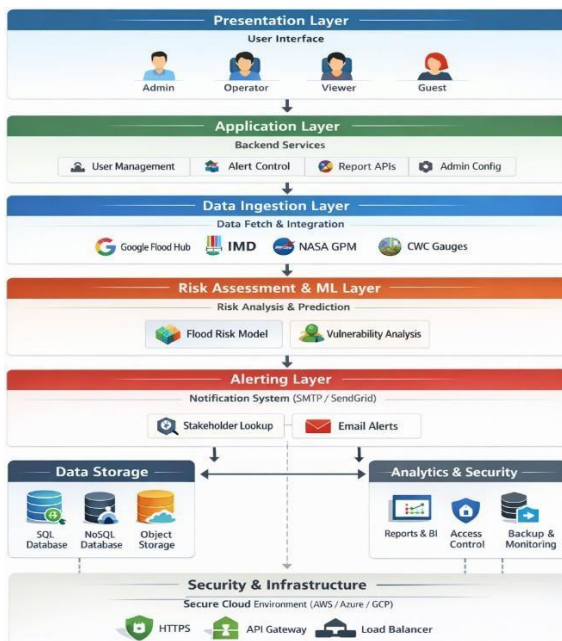 Presentation Layer
User Interface
Admin Operator Viewer Guest
Application Layer
Backend Services
User Management Alert Control Report APIs Admin Config
Data Ingestion Layer
Data Fetch & Integration
Google Flood Hub IMD NASA GPM CWC Gauges
Risk Assessment & ML Layer
Risk Analysis & Prediction
Flood Risk Model Vulnerability Analysis
Alerting Layer
Notification System (SMTP / SendGrid)
Stakeholder Lookup Email Alerts
Data Storage
SQL Database
NoSQL Database
Object Storage
Analytics & Security
Reports & BI
Access Control
Backup & Monitoring
Security & Infrastructure
Secure Cloud Environment (AWS / Azure / GCP)
HTTPS API Gateway Load Balancer